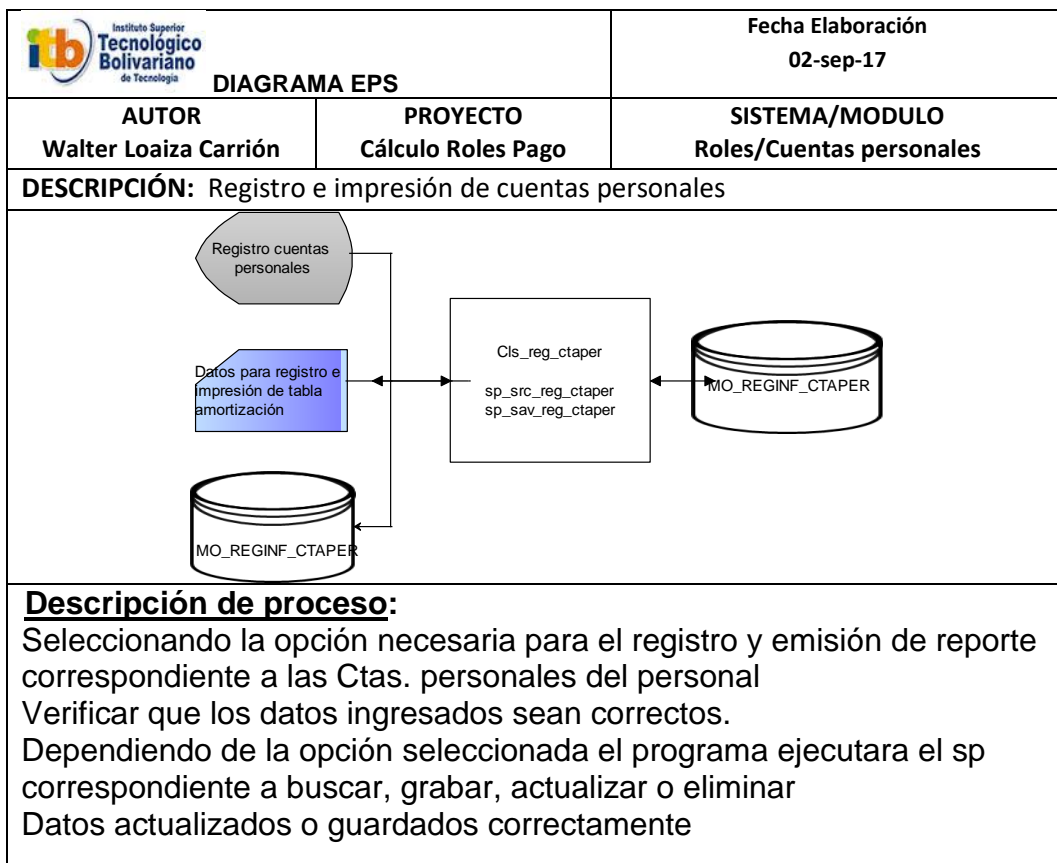 Instituto Superior
Tecnológico
Bolivariano
de Tecnología
itb
DIAGRAMA EPS
Fecha Elaboración
02-sep-17
AUTOR
Walter Loaiza Carrión
PROYECTO
Cálculo Roles Pago
SISTEMA/MODULO
Roles/Cuentas personales
DESCRIPCIÓN: Registro e impresión de cuentas personales
Registro cuentas
personales
Datos para registro e
impresión de tabla
amortización
MO_REGINF_CTAPER
Cls_reg_ctaper
sp_src_reg_ctaper
sp_sav_reg_ctaper
MO_REGINF_CTAPER
Descripción de proceso:
Seleccionando la opción necesaria para el registro y emisión de reporte
correspondiente a las Ctas. personales del personal
Verificar que los datos ingresados sean correctos.
Dependiendo de la opción seleccionada el programa ejecutara el sp
correspondiente a buscar, grabar, actualizar o eliminar
Datos actualizados o guardados correctamente